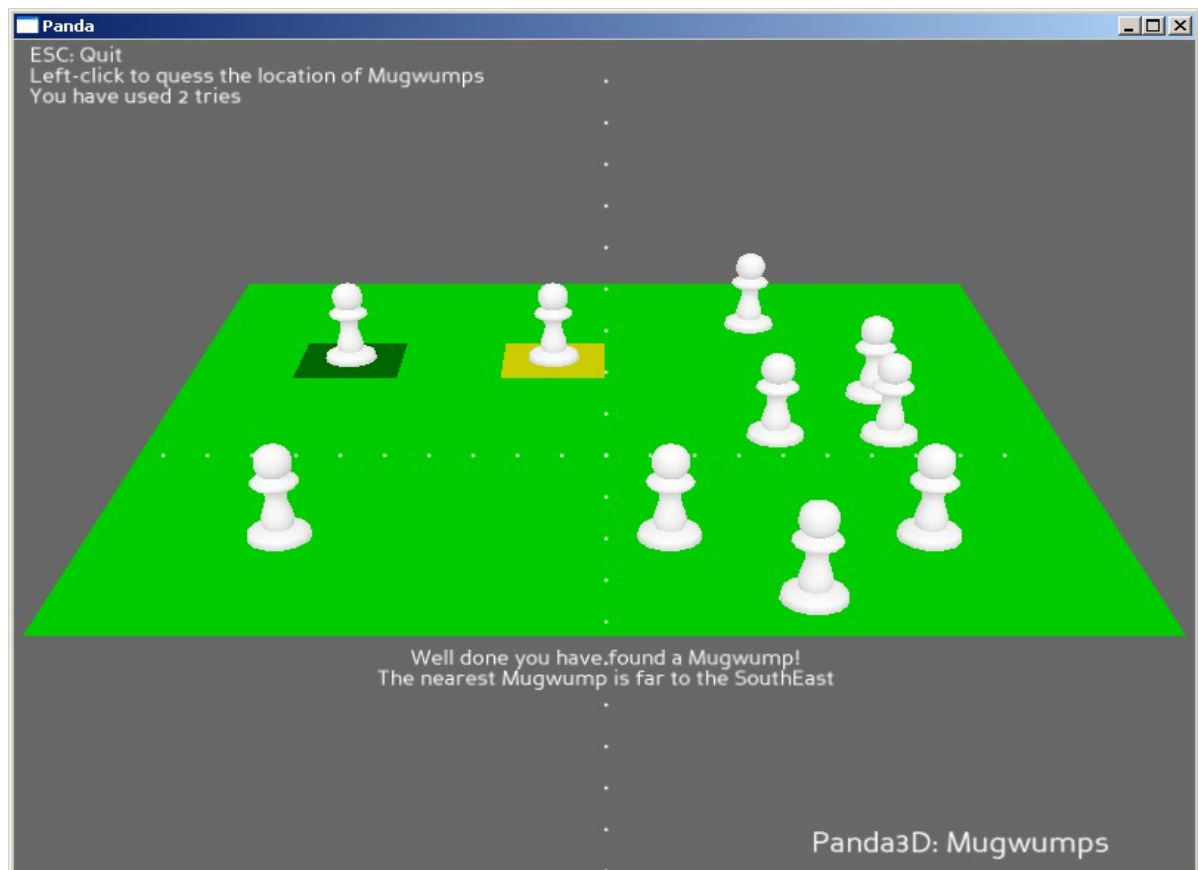 Panda
ESC: Quit
Left-click to quess the location of Mugwumps
You have used 2 tries
Well done you have found a Mugwump!
The nearest Mugwump is far to the SouthEast
Panda3D: Mugwumps